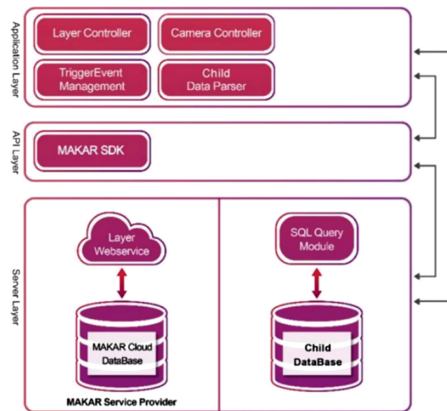 Application Layer
Layer Controller
Camera Controller
TriggerEvent
Management
Child
Data Parser
API Layer
MAKAR SDK
Server Layer
Layer
Webservice
SQL Query
Module
MAKAR Cloud
DataBase
Child
DataBase
MAKAR Service Provider